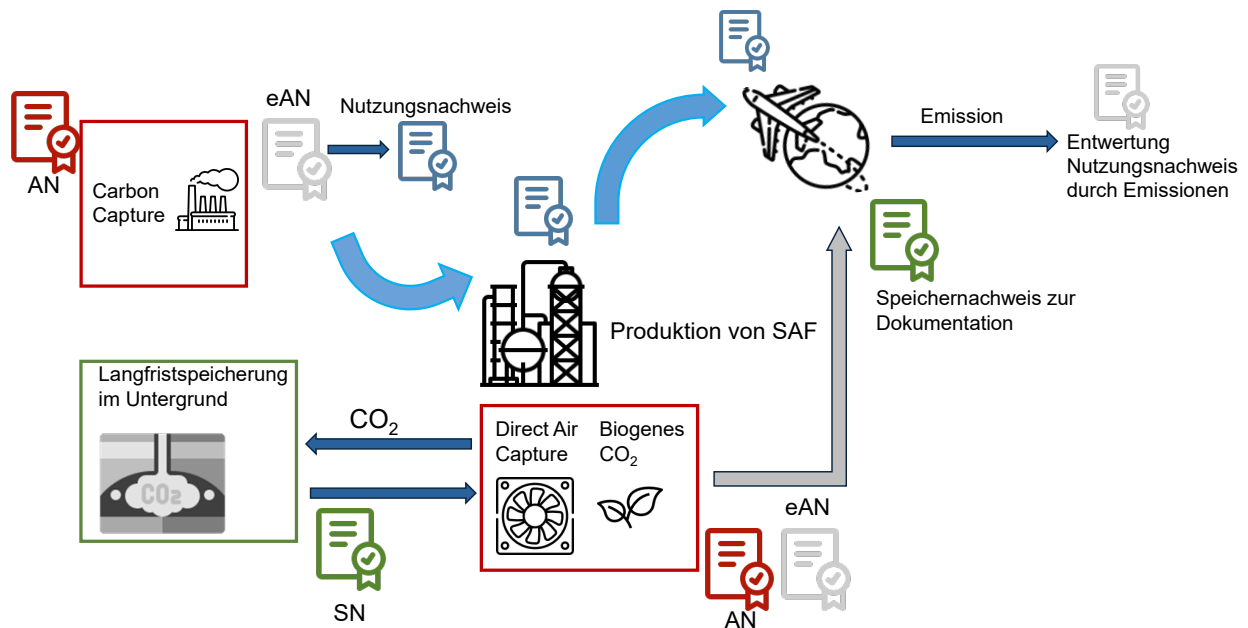 eAN
Nutzungsnachweis
AN
Carbon
Capture
Emission
Entwertung
Nutzungsnachweis
durch Emissionen
Speichernachweis zur
Dokumentation
Produktion von SAF
Langfristspeicherung
im Untergrund
CO₂
CO₂
SN
Direct Air
Capture
Biogenes
CO₂
eAN
AN